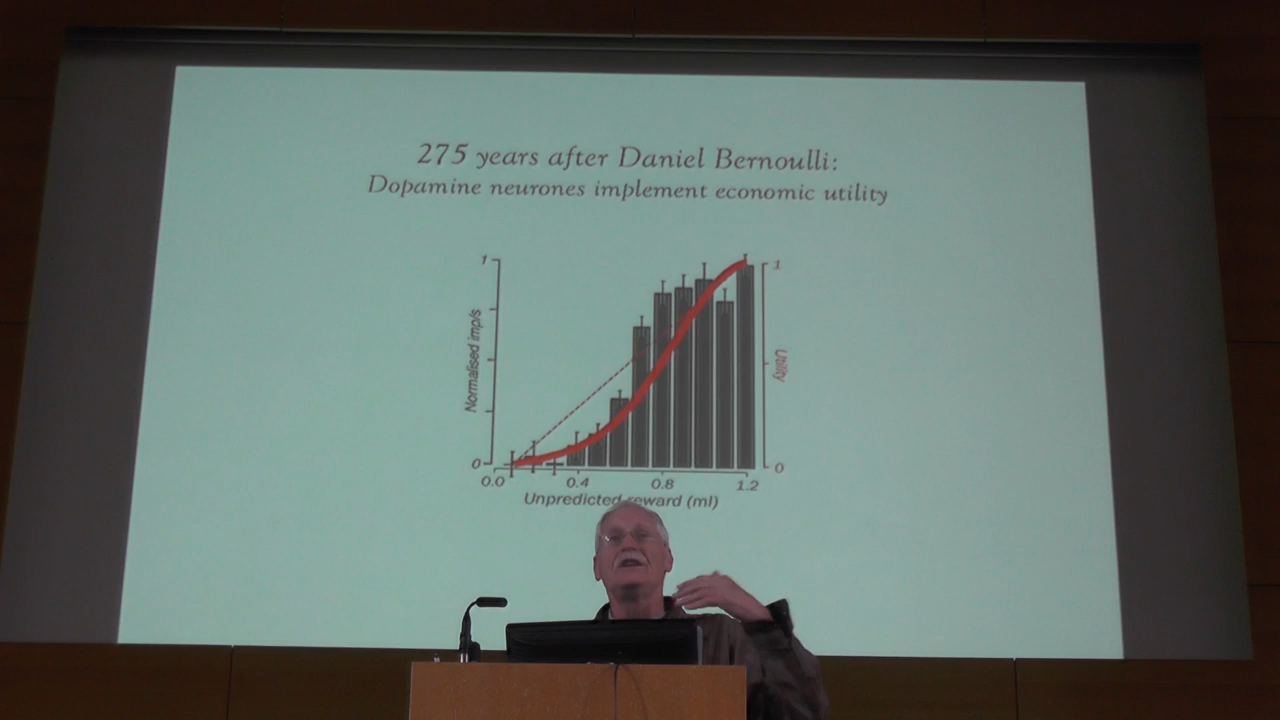 275 years after Daniel Bernoulli:
Dopamine neurones implement economic utility
1
1
Normalised imp/s
Utility
0
0
0.0 0.4 0.8 1.2
Unpredicted reward (ml)